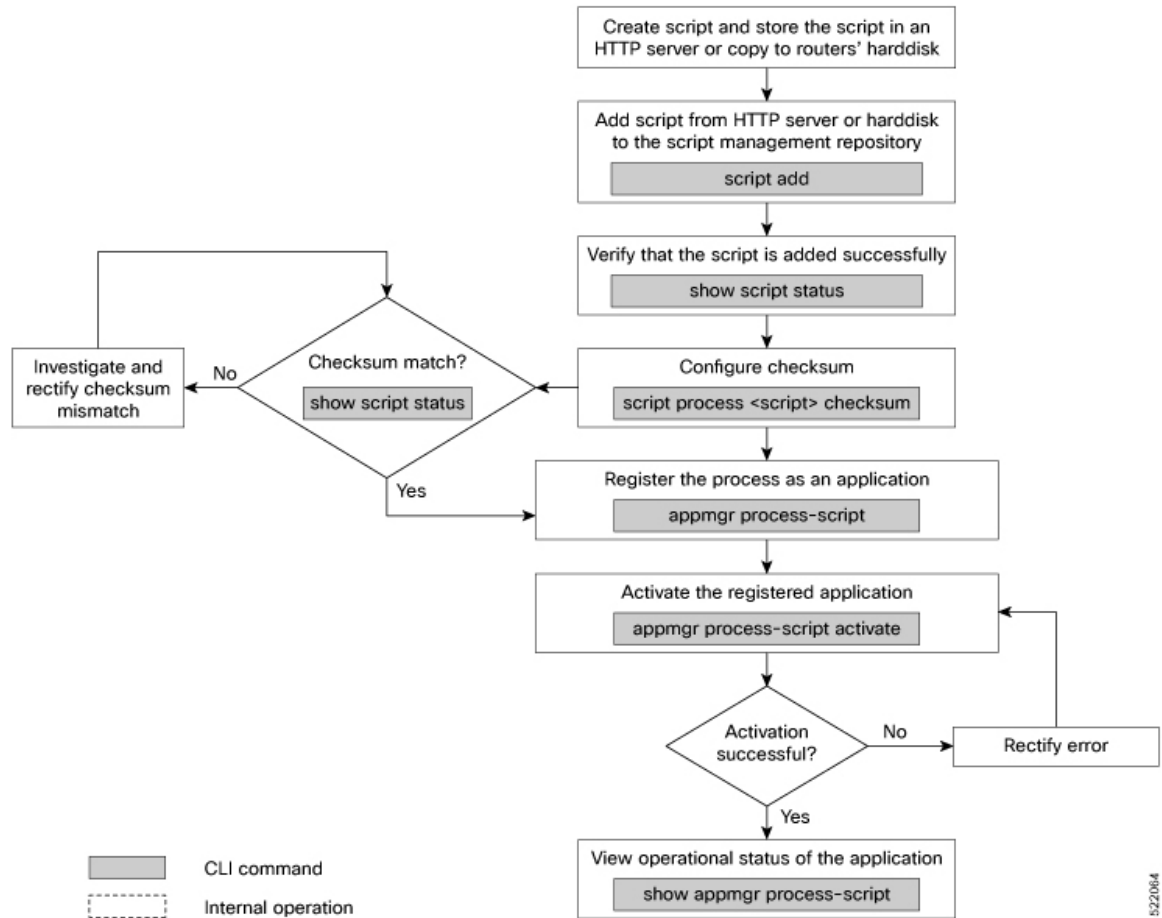 Create script and store the script in an
HTTP server or copy to routers' harddisk
Add script from HTTP server or harddisk
to the script management repository
script add
Verify that the script is added successfully
show script status
Configure checksum
script process <script> checksum
Checksum match?
show script status
No
Investigate and
rectify checksum
mismatch
Yes
Register the process as an application
appmgr process-script
Activate the registered application
appmgr process-script activate
Activation
successful?
No
Rectify error
Yes
View operational status of the application
show appmgr process-script
CLI command
Internal operation
522064